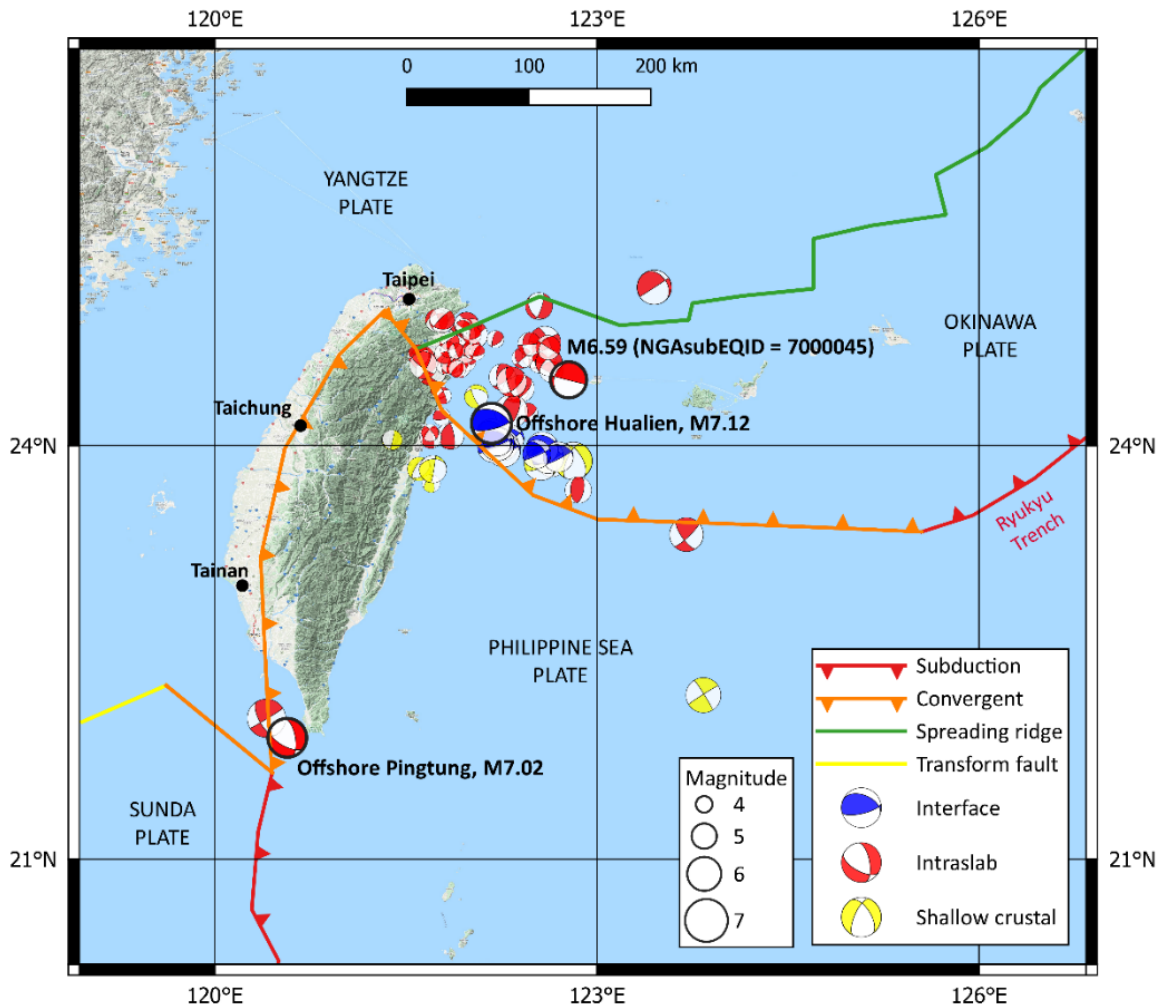 120°E
123°E
126°E
0
100
200 km
YANGTZE
PLATE
Taipei
OKINAWA
PLATE
M6.59 (NGAsubEQID = 7000045)
Taichung
Offshore Hualien, M7.12
24°N
24°N
Ryukyu
Trench
Tainan
PHILIPPINE SEA
PLATE
Subduction
Convergent
Spreading ridge
Transform fault
Interface
Intraslab
Shallow crustal
Offshore Pingtung, M7.02
Magnitude
4
5
6
7
SUNDA
PLATE
21°N
21°N
120°E
123°E
126°E